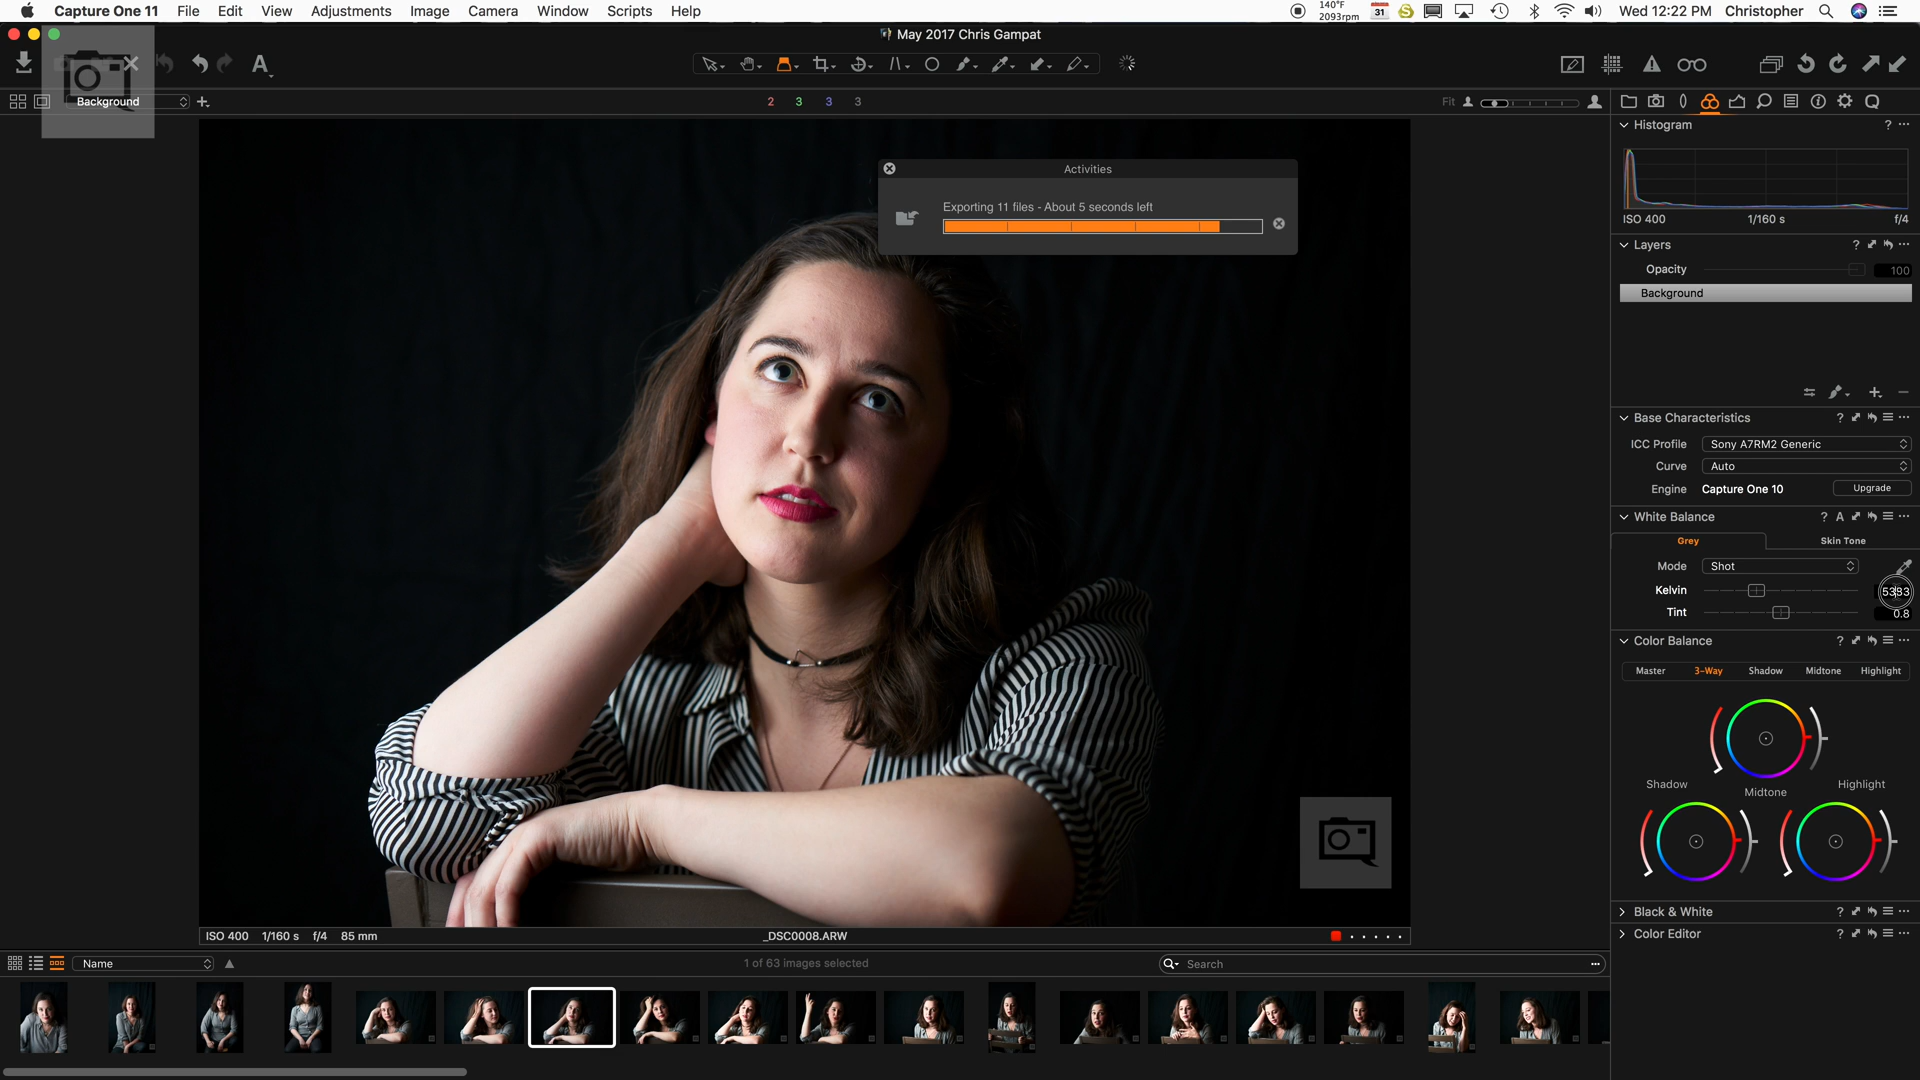 Capture One 11 File Edit View Adjustments Image Camera Window Scripts Help 140°F 2093rpm 31 S Wed 12:22 PM Christopher
May 2017 Chris Gampat
A
Background 2 3 3 3 Fit
Activities
Exporting 11 files - About 5 seconds left
Histogram ?
ISO 400 1/160 s f/4
Layers ?
Opacity 100
Background
Base Characteristics ?
ICC Profile Sony A7RM2 Generic
Curve Auto
Engine Capture One 10 Upgrade
White Balance ? A
Grey Skin Tone
Mode Shot
Kelvin
Tint 0.8
Color Balance ?
Master 3-Way Shadow Midtone Highlight
Shadow Midtone Highlight
Black & White ?
Color Editor ?
ISO 400 1/160 s f/4 85 mm _DSC0008.ARW
Name 1 of 63 images selected Search